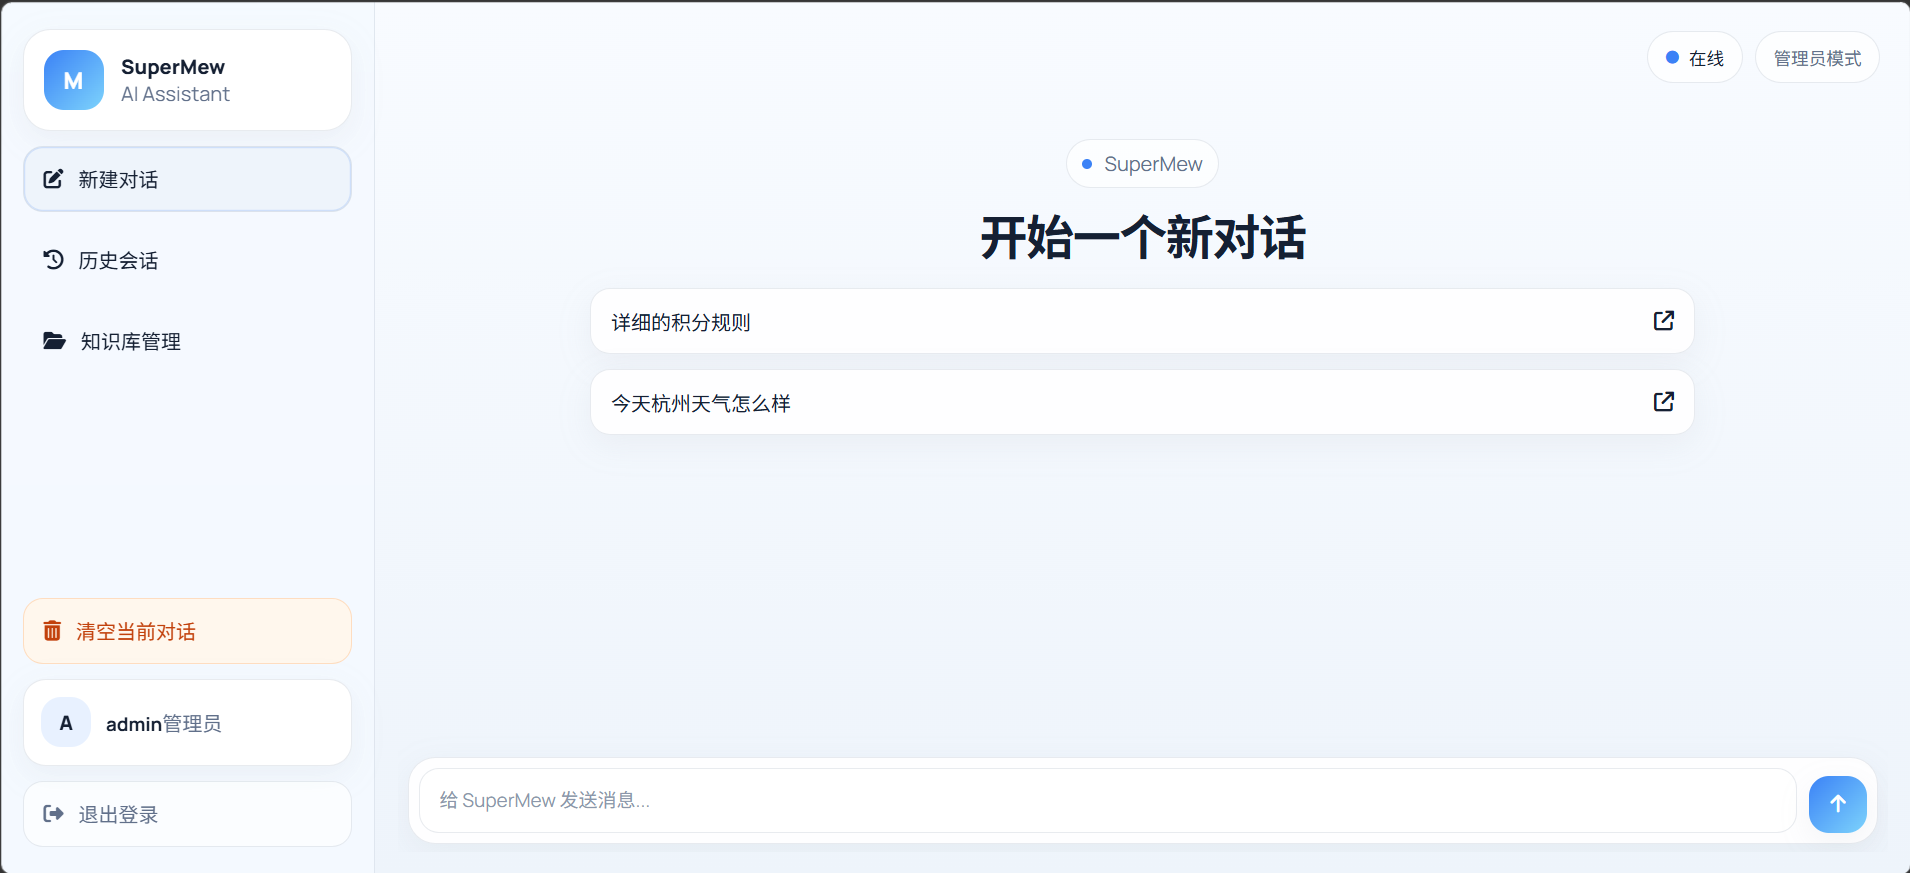 M
SuperMew
AI Assistant
新建对话
历史会话
知识库管理
清空当前对话
A
admin管理员
退出登录
在线
管理员模式
SuperMew
开始一个新对话
详细的积分规则
今天杭州天气怎么样
给 SuperMew 发送消息...